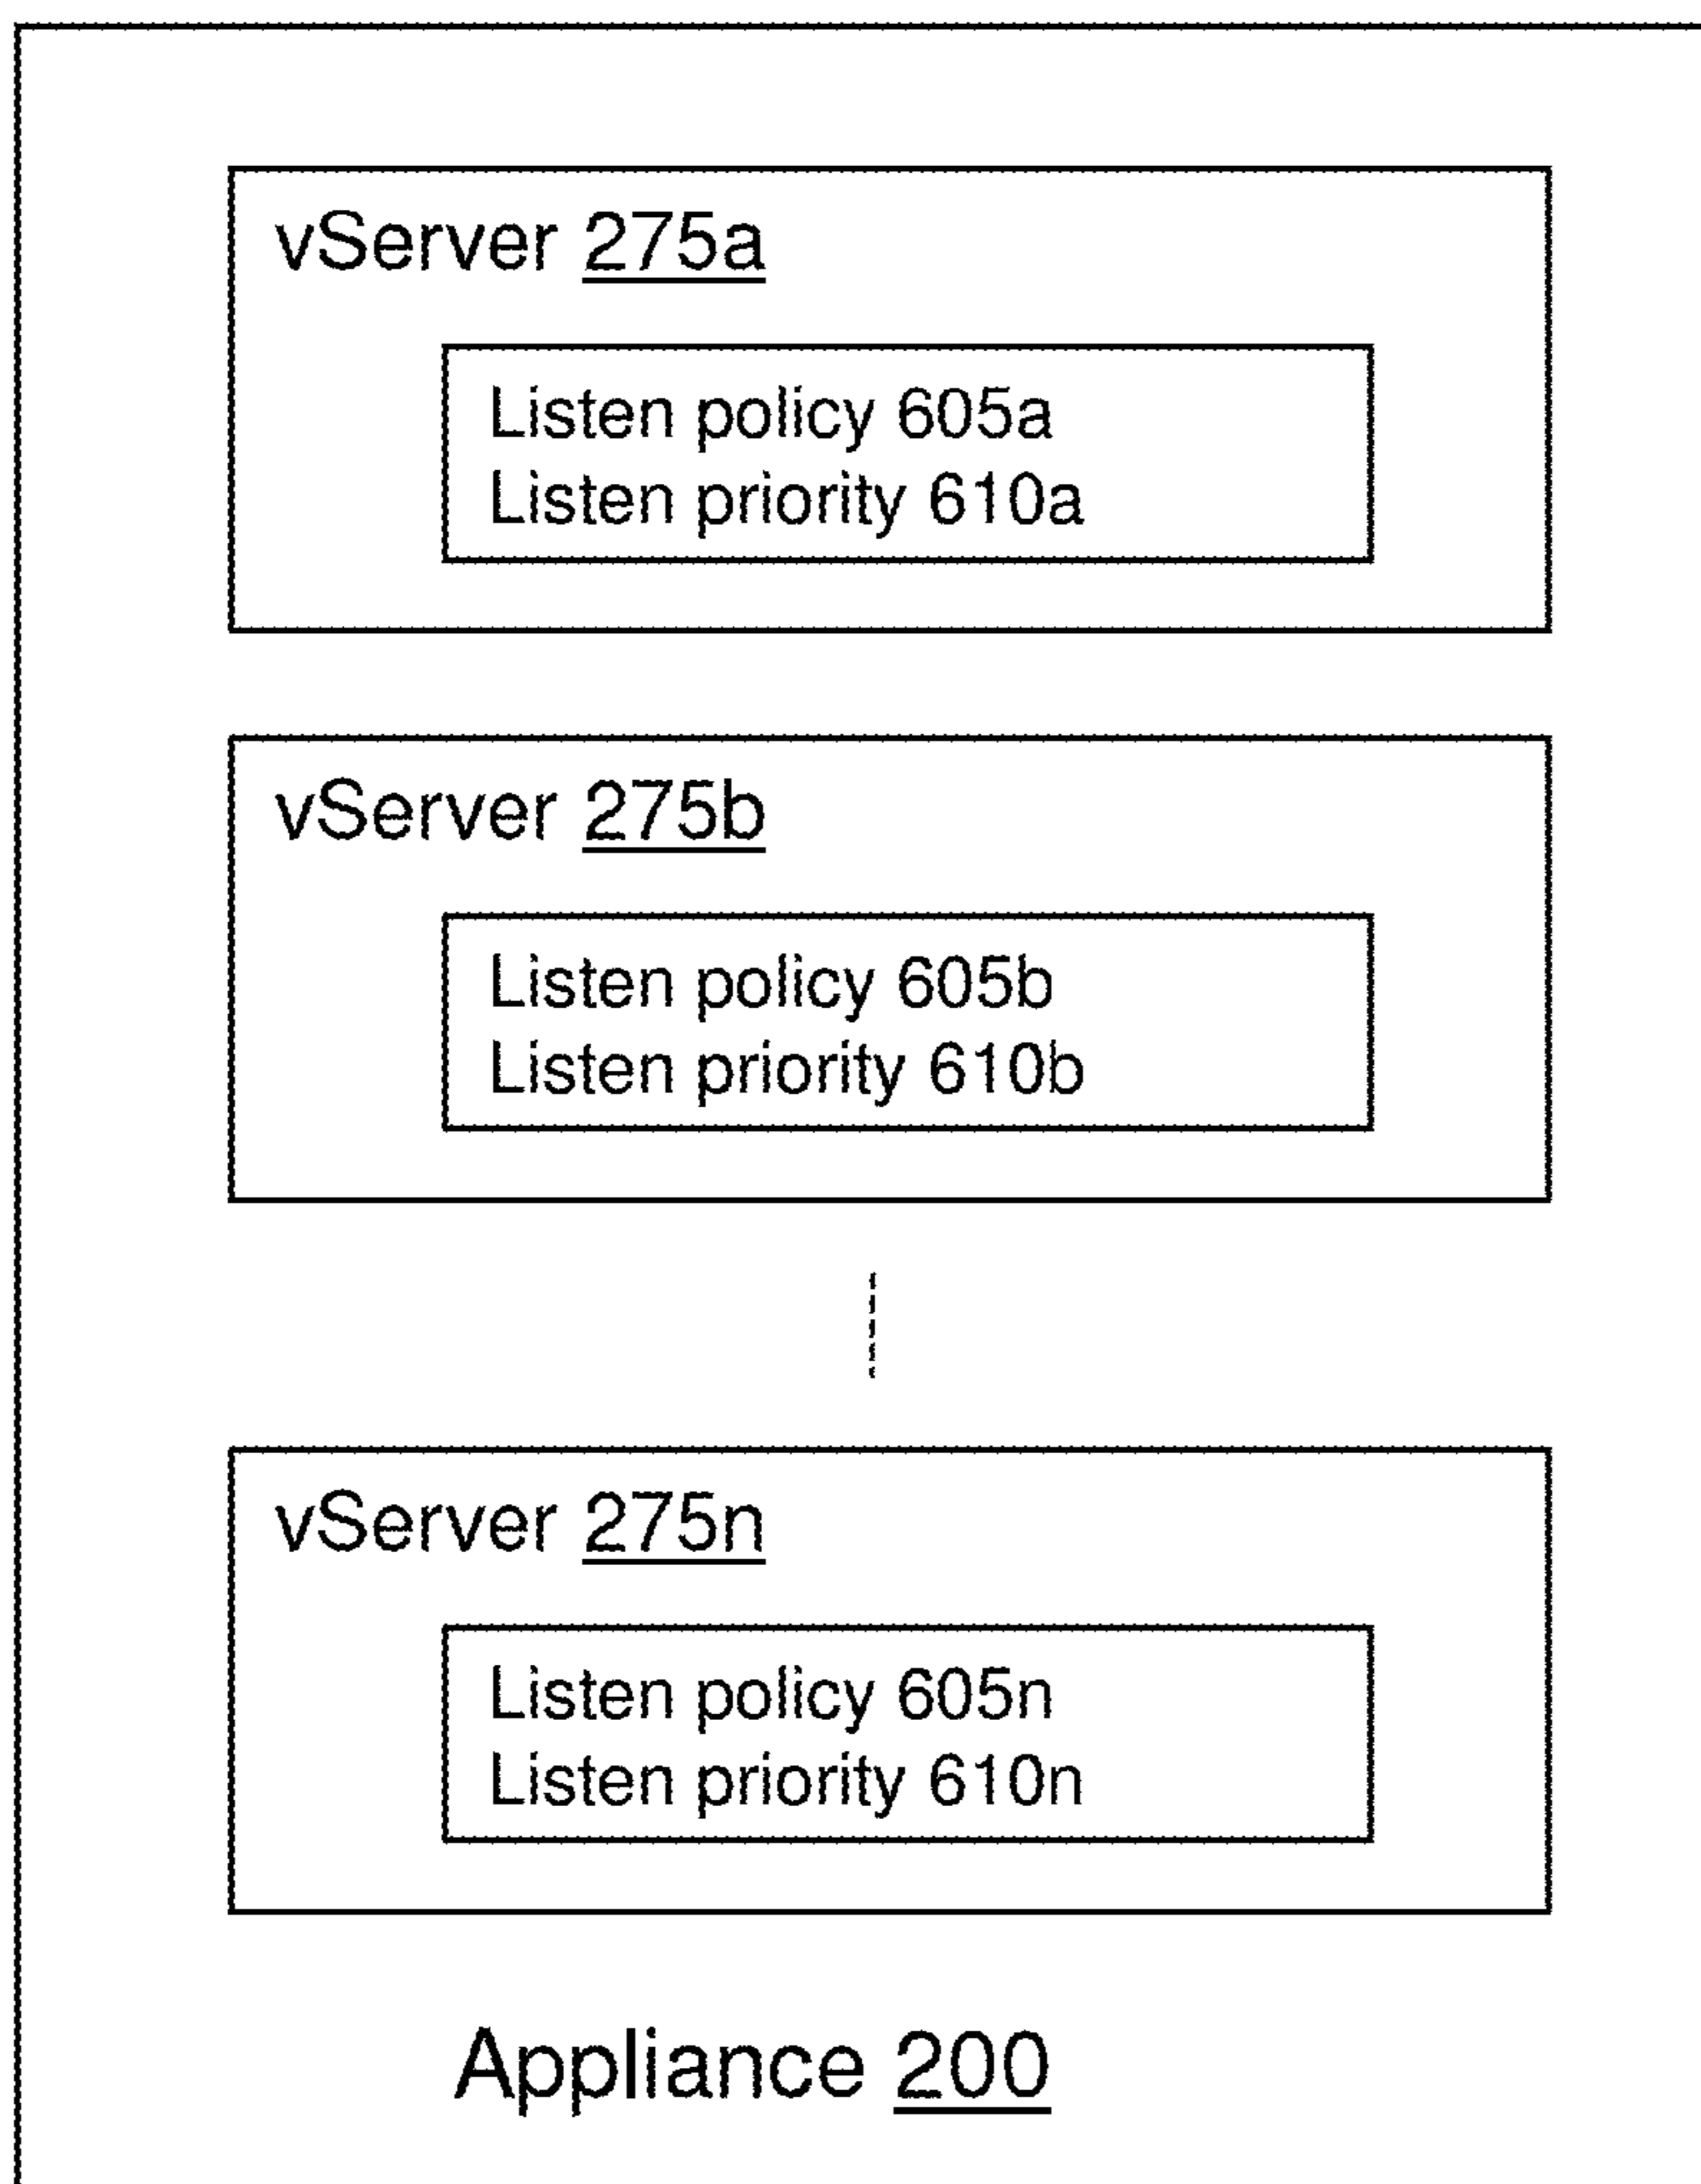 vServer 275a
Listen policy 605a
Listen priority 610a
vServer 275b
Listen policy 605b
Listen priority 610b
vServer 275n
Listen policy 605n
Listen priority 610n
Appliance 200